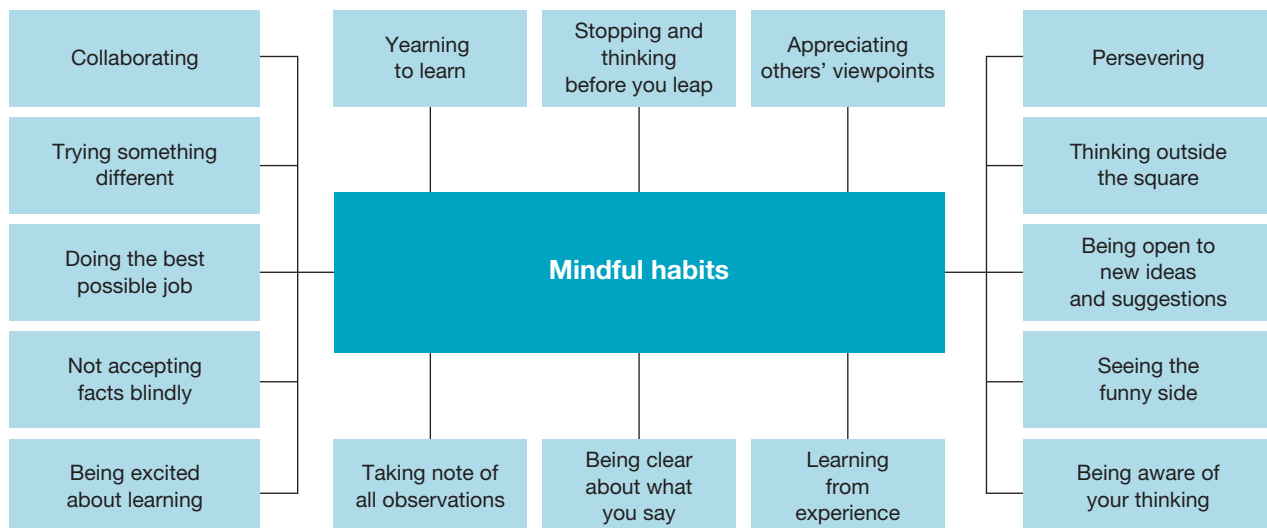 Collaborating
Yearning
to learn
Stopping and
thinking
before you leap
Appreciating
others’ viewpoints
Persevering
Trying something
different
Thinking outside
the square
Doing the best
possible job
Mindful habits
Being open to
new ideas
and suggestions
Not accepting
facts blindly
Seeing the
funny side
Being excited
about learning
Taking note of
all observations
Being clear
about what
you say
Learning
from
experience
Being aware of
your thinking